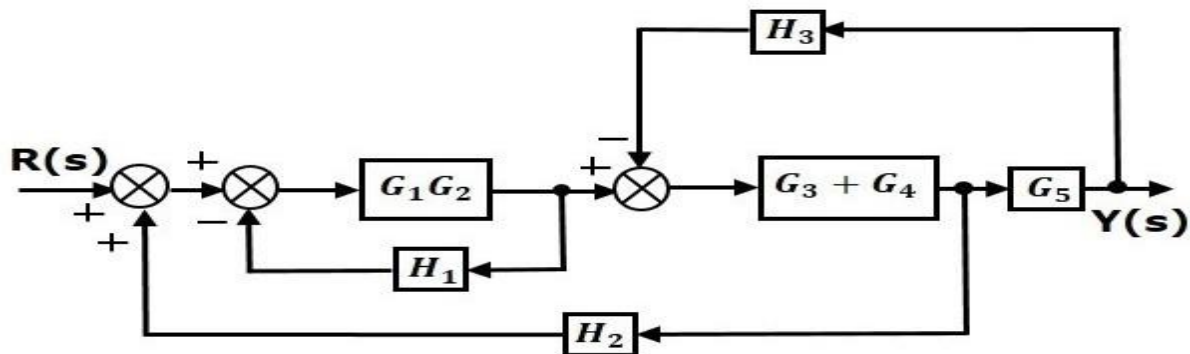 H₃
−
R(s)
+
+
+
−
+
G₁G₂
G₃ + G₄
G₅
Y(s)
+
H₁
H₂